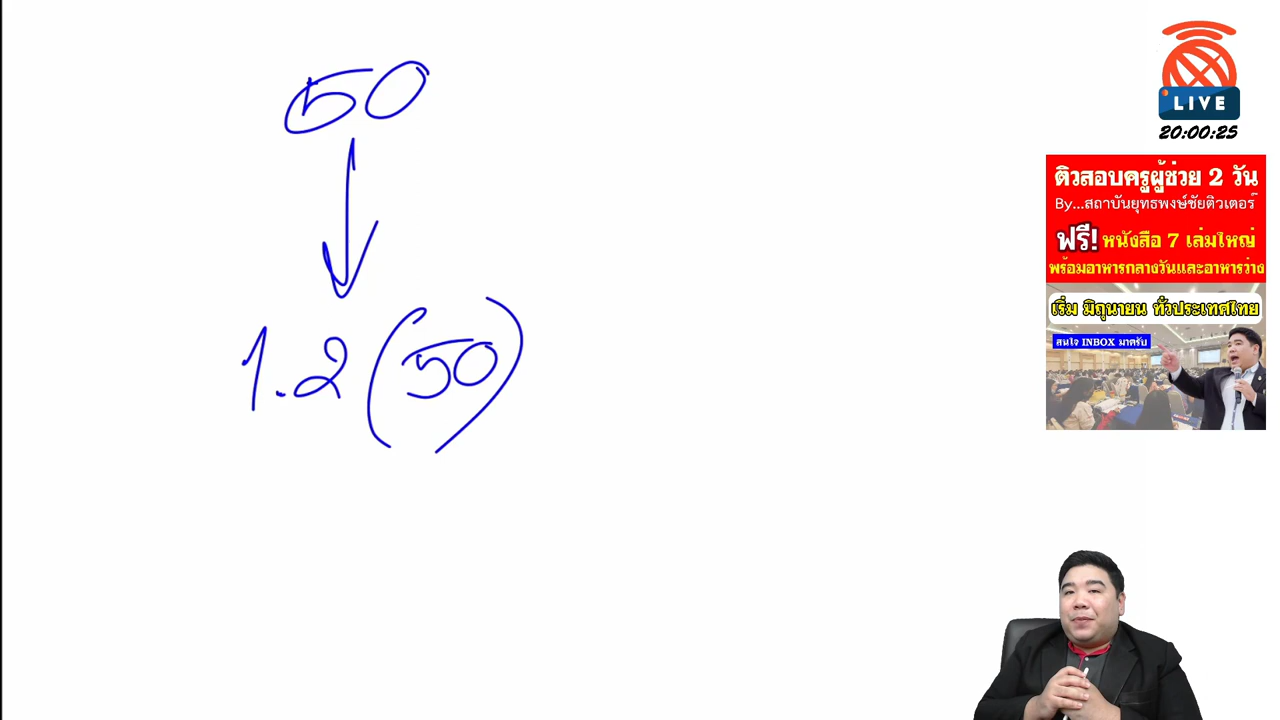 50
1.2(50)
LIVE
20:00:25
ติวสอบครูผู้ช่วย 2 วัน
By...สถาบันยุทธพงษ์ชัยติวเตอร์
ฟรี! หนังสือ 7 เล่มใหญ่
พร้อมอาหารกลางวันและอาหารว่าง
เริ่ม มิถุนายน ทั่วประเทศไทย
สนใจ INBOX มาครับ